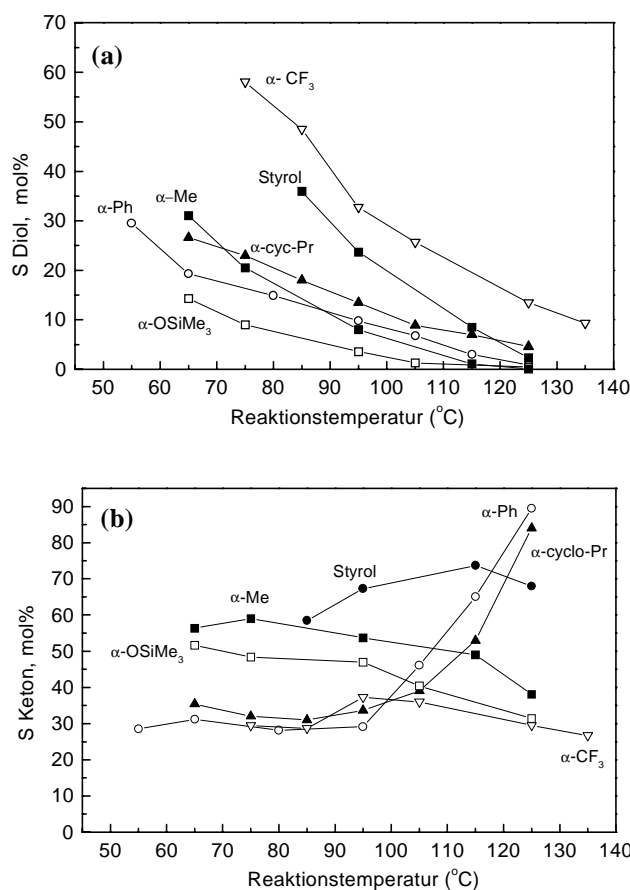 70
(a)
α- CF₃
60
50
Styrol
40
α–Me
α-Ph
30
α-cyc-Pr
20
α-OSiMe₃
10
0
S Diol, mol%
50 60 70 80 90 100 110 120 130 140
Reaktionstemperatur (°C)
90
(b)
α-Ph
80
α-cyclo-Pr
Styrol
70
α-Me
60
α-OSiMe₃
50
40
30
α-CF₃
20
10
0
S Keton, mol%
50 60 70 80 90 100 110 120 130 140
Reaktionstemperatur (°C)